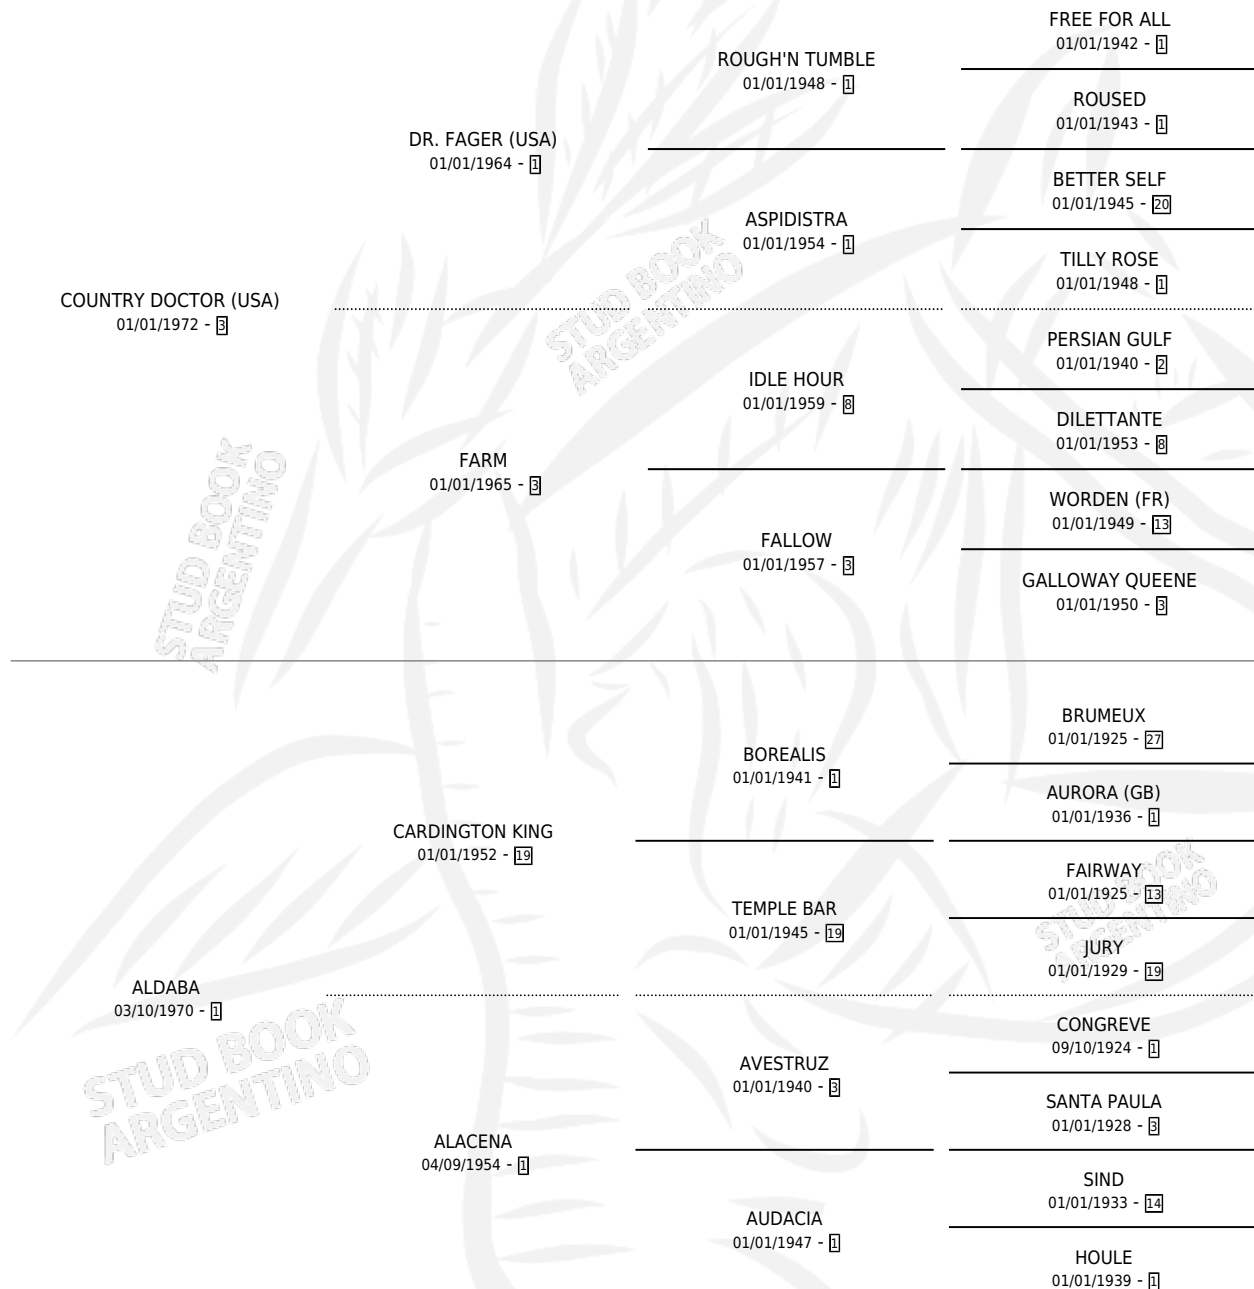 FREE FOR ALL
01/01/1942 - 1
ROUGH'N TUMBLE
01/01/1948 - 1
ROUSED
01/01/1943 - 1
DR. FAGER (USA)
01/01/1964 - 1
BETTER SELF
01/01/1945 - 20
ASPIDISTRA
01/01/1954 - 1
TILLY ROSE
01/01/1948 - 1
COUNTRY DOCTOR (USA)
01/01/1972 - 3
PERSIAN GULF
01/01/1940 - 2
IDLE HOUR
01/01/1959 - 8
DILETTANTE
01/01/1953 - 8
FARM
01/01/1965 - 3
WORDEN (FR)
01/01/1949 - 13
FALLOW
01/01/1957 - 3
GALLOWAY QUEENE
01/01/1950 - 3
BRUMEUX
01/01/1925 - 27
BOREALIS
01/01/1941 - 1
AURORA (GB)
01/01/1936 - 1
CARDINGTON KING
01/01/1952 - 19
FAIRWAY
01/01/1925 - 13
TEMPLE BAR
01/01/1945 - 19
JURY
01/01/1929 - 19
ALDABA
03/10/1970 - 1
CONGREVE
09/10/1924 - 1
AVESTRUZ
01/01/1940 - 3
SANTA PAULA
01/01/1928 - 3
ALACENA
04/09/1954 - 1
SIND
01/01/1933 - 14
AUDACIA
01/01/1947 - 1
HOULE
01/01/1939 - 1
STUD BOOK
ARGENTINO
STUD BOOK
ARGENTINO
STUD BOOK
ARGENTINO
STUD BOOK
ARGENTINO